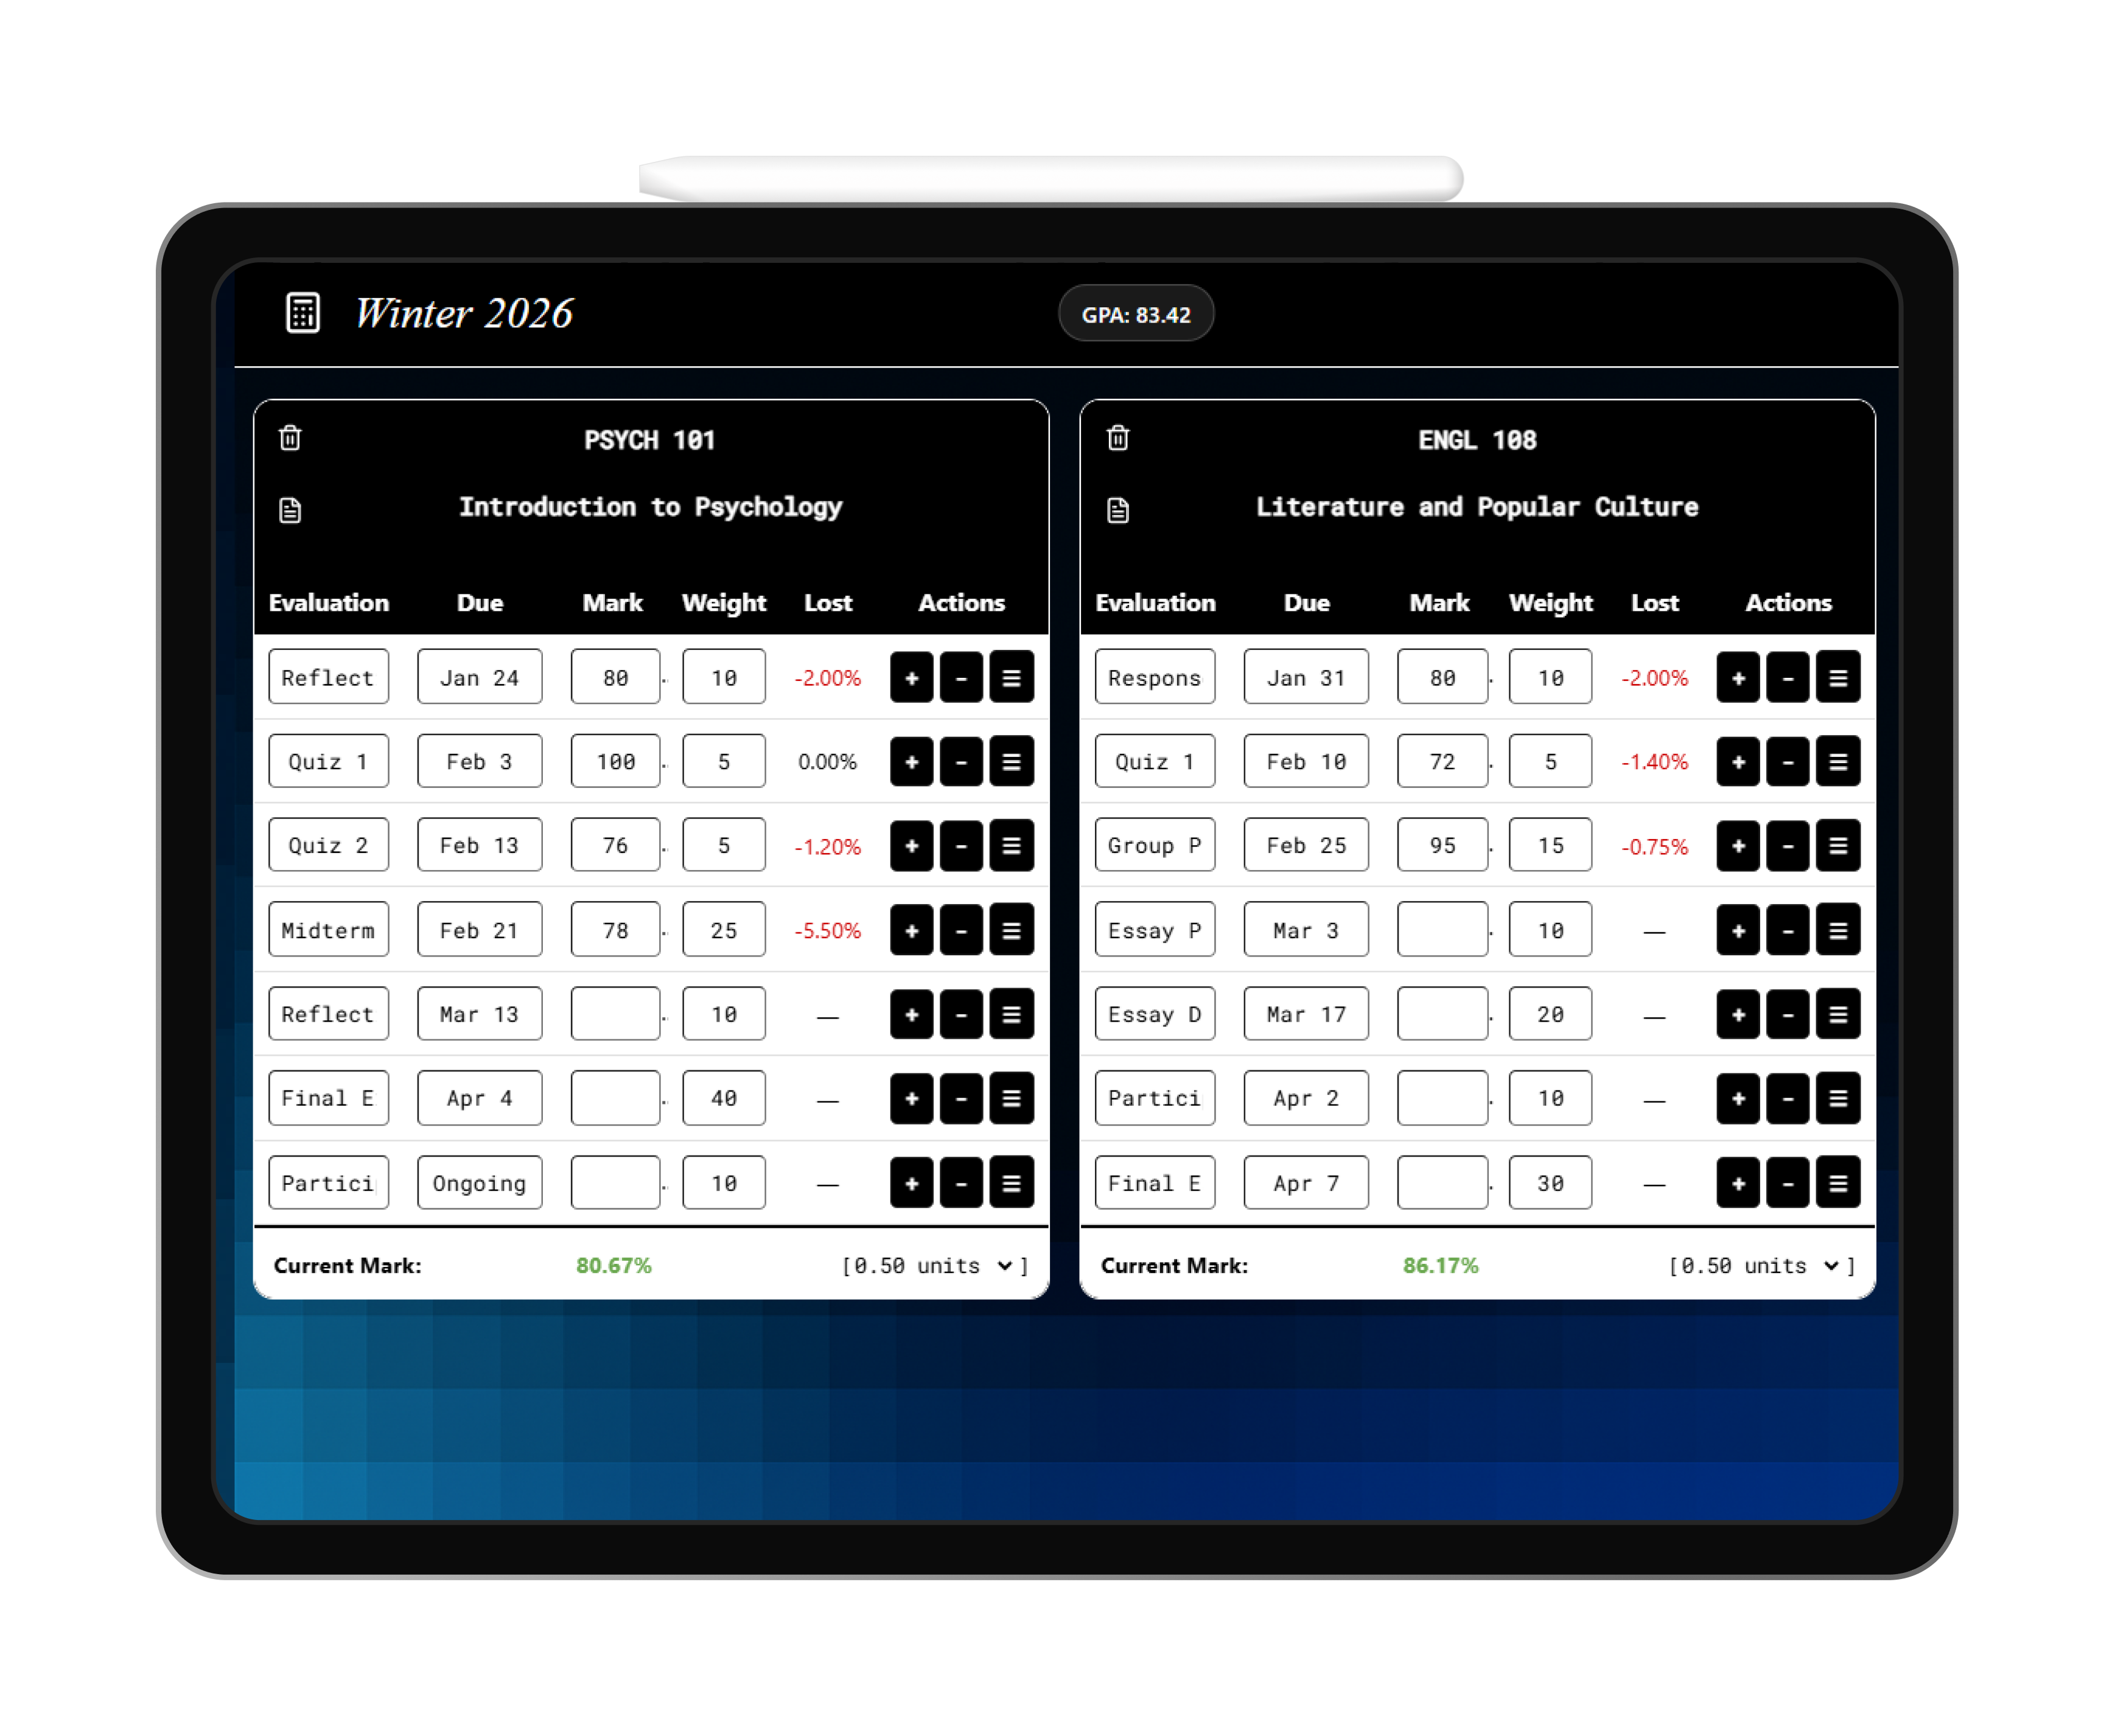 Winter 2026
GPA: 83.42
PSYCH 101
Introduction to Psychology
Evaluation Due Mark Weight Lost Actions
Reflect Jan 24 80 10 -2.00% + -
Quiz 1 Feb 3 100 5 0.00% + -
Quiz 2 Feb 13 76 5 -1.20% + -
Midterm Feb 21 78 25 -5.50% + -
Reflect Mar 13 10 — + -
Final E Apr 4 40 — + -
Partici Ongoing 10 — + -
Current Mark: 80.67% [0.50 units ]
ENGL 108
Literature and Popular Culture
Evaluation Due Mark Weight Lost Actions
Respons Jan 31 80 10 -2.00% + -
Quiz 1 Feb 10 72 5 -1.40% + -
Group P Feb 25 95 15 -0.75% + -
Essay P Mar 3 10 — + -
Essay D Mar 17 20 — + -
Partici Apr 2 10 — + -
Final E Apr 7 30 — + -
Current Mark: 86.17% [0.50 units ]